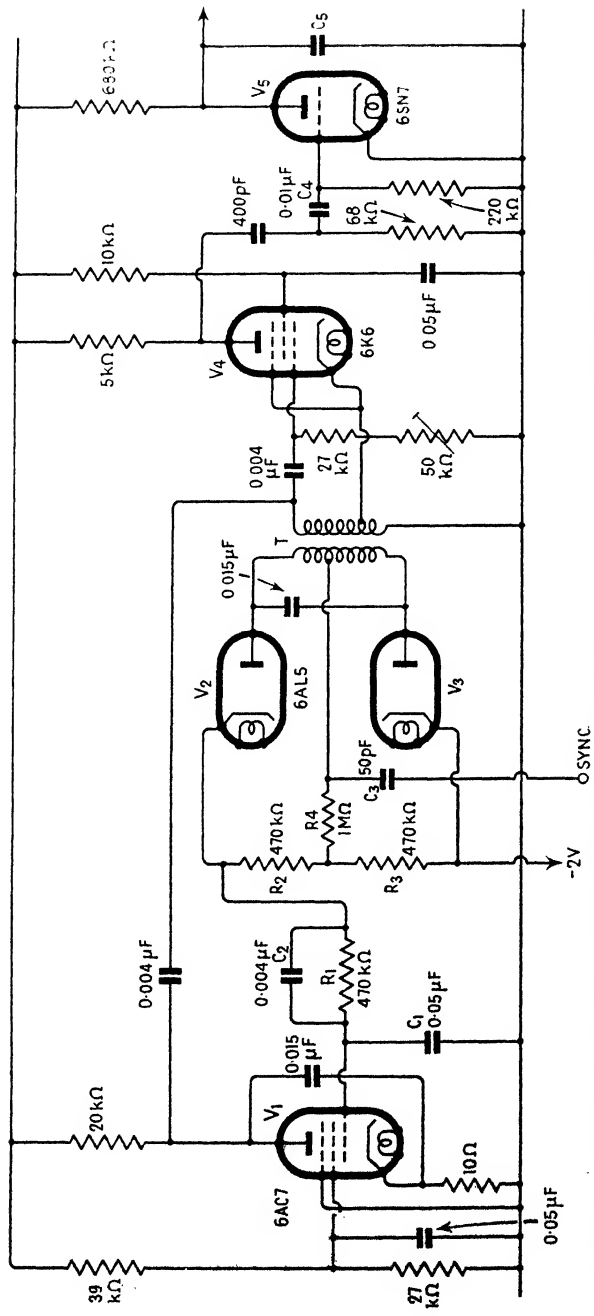 39 kΩ
27 kΩ
0·05μF
6AC7
20kΩ
V1
0·015 μF
10Ω
0·004 μF
0·004μF
C2
R1
470kΩ
C1
0·05μF
R2
470kΩ
R4
1MΩ
R3
470kΩ
-2V
C3
50pF
SYNC.
V2
6AL5
V3
0·015μF
T
0·004 μF
27 kΩ
50 kΩ
V4
6K6
5kΩ
10kΩ
0·05μF
400pF
0·01μF
C4
68 kΩ
220 kΩ
680kΩ
V5
6SN7
C5